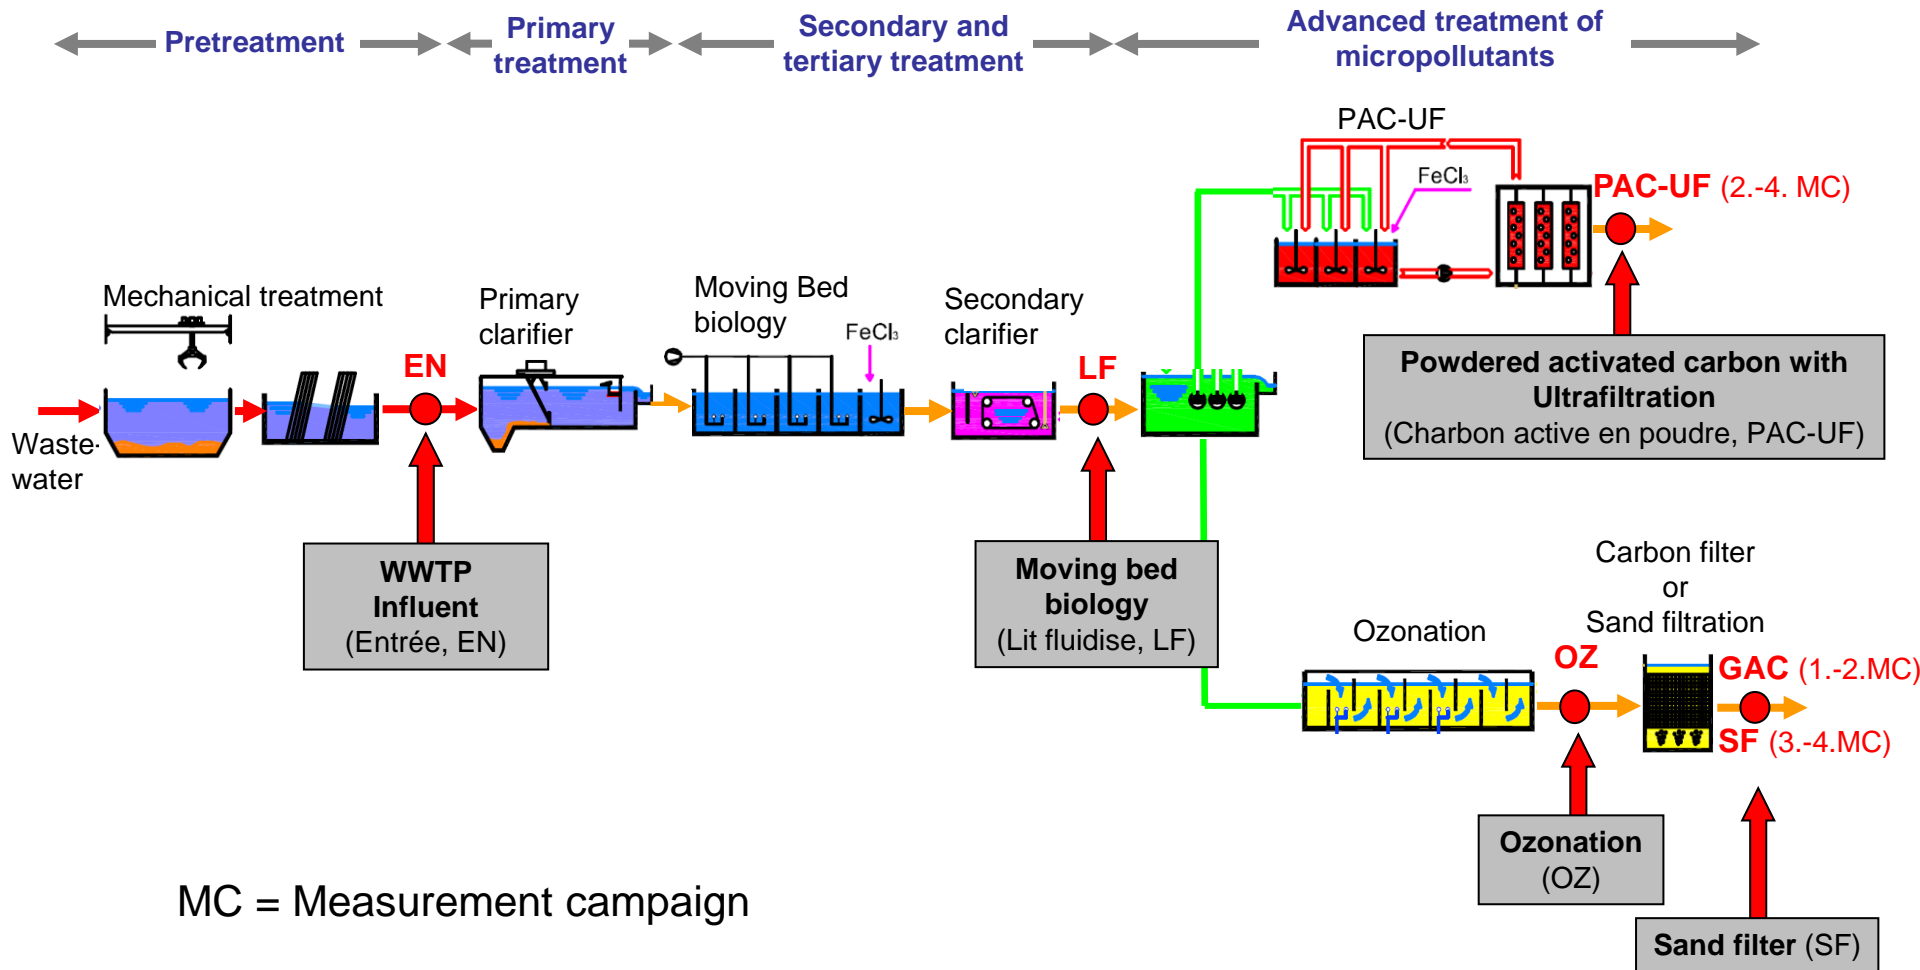 Pretreatment
Primary
treatment
Secondary and
tertiary treatment
Advanced treatment of
micropollutants
PAC-UF
FeCl₃
PAC-UF (2.-4. MC)
Mechanical treatment
Primary
clarifier
Moving Bed
biology
FeCl₃
Secondary
clarifier
EN
LF
Waste-
water
Powdered activated carbon with
Ultrafiltration
(Charbon active en poudre, PAC-UF)
WWTP
Influent
(Entrée, EN)
Moving bed
biology
(Lit fluidise, LF)
Carbon filter
or
Sand filtration
Ozonation
OZ
GAC (1.-2.MC)
SF (3.-4.MC)
Ozonation
(OZ)
MC = Measurement campaign
Sand filter (SF)